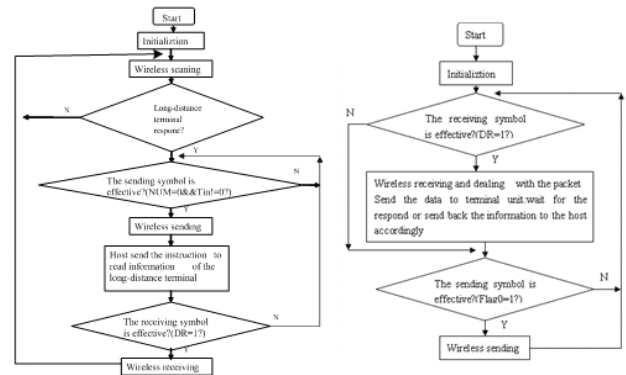 Start
Initializtion
Wireless scaning
Long-distance
terminal
respone?
N
Y
The sending symbol is
effective?(NUM=0&&Tin!=0?)
N
Y
Wireless sending
Host send the instruction to
read information of the
long-distance terminal
The receiving symbol
is effective?(DR=1?)
N
Y
Wireless receiving
Start
Initializtion
N
The receiving symbol
is effective?(DR=1?)
Y
Wireless receiving and dealing with the packet
Send the data to terminal unit.wait for the
respond or send back the information to the host
accordingly
The sending symbol is
effective?(Flag0=1?)
N
Y
Wireless sending